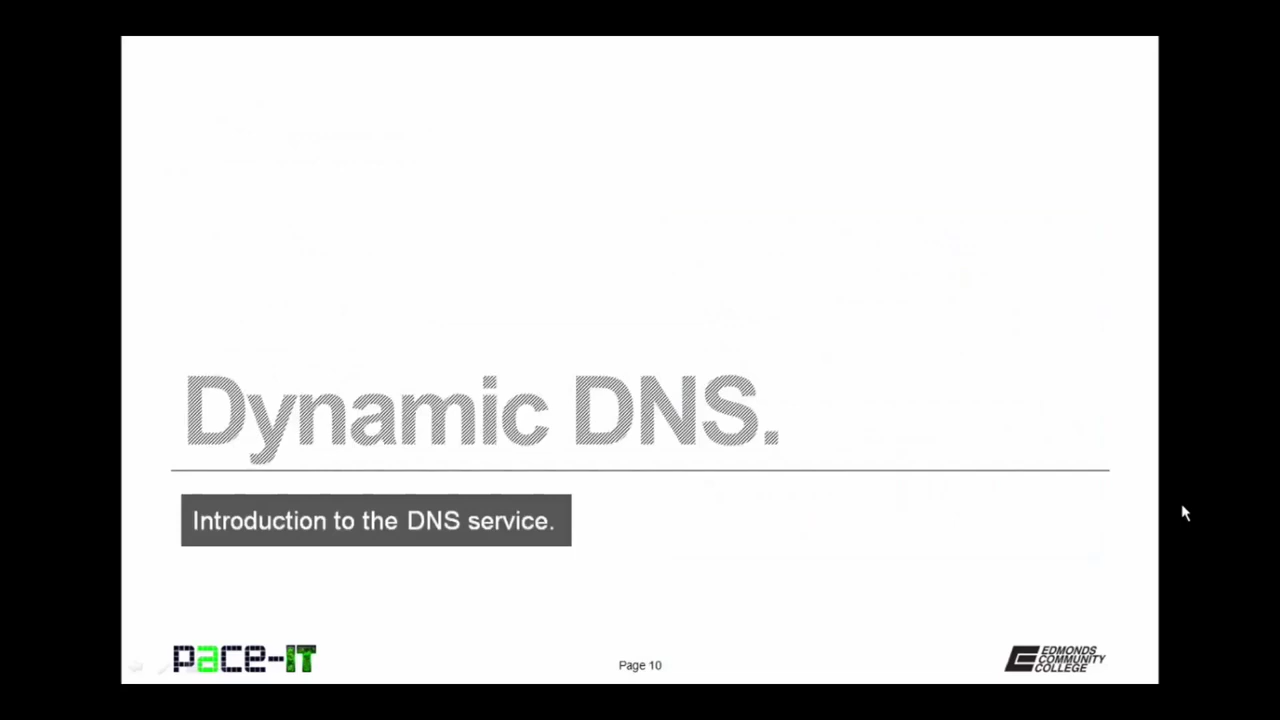 Dynamic DNS.
Introduction to the DNS service.
pace-IT
Page 10
EDMONDS
COMMUNITY
COLLEGE